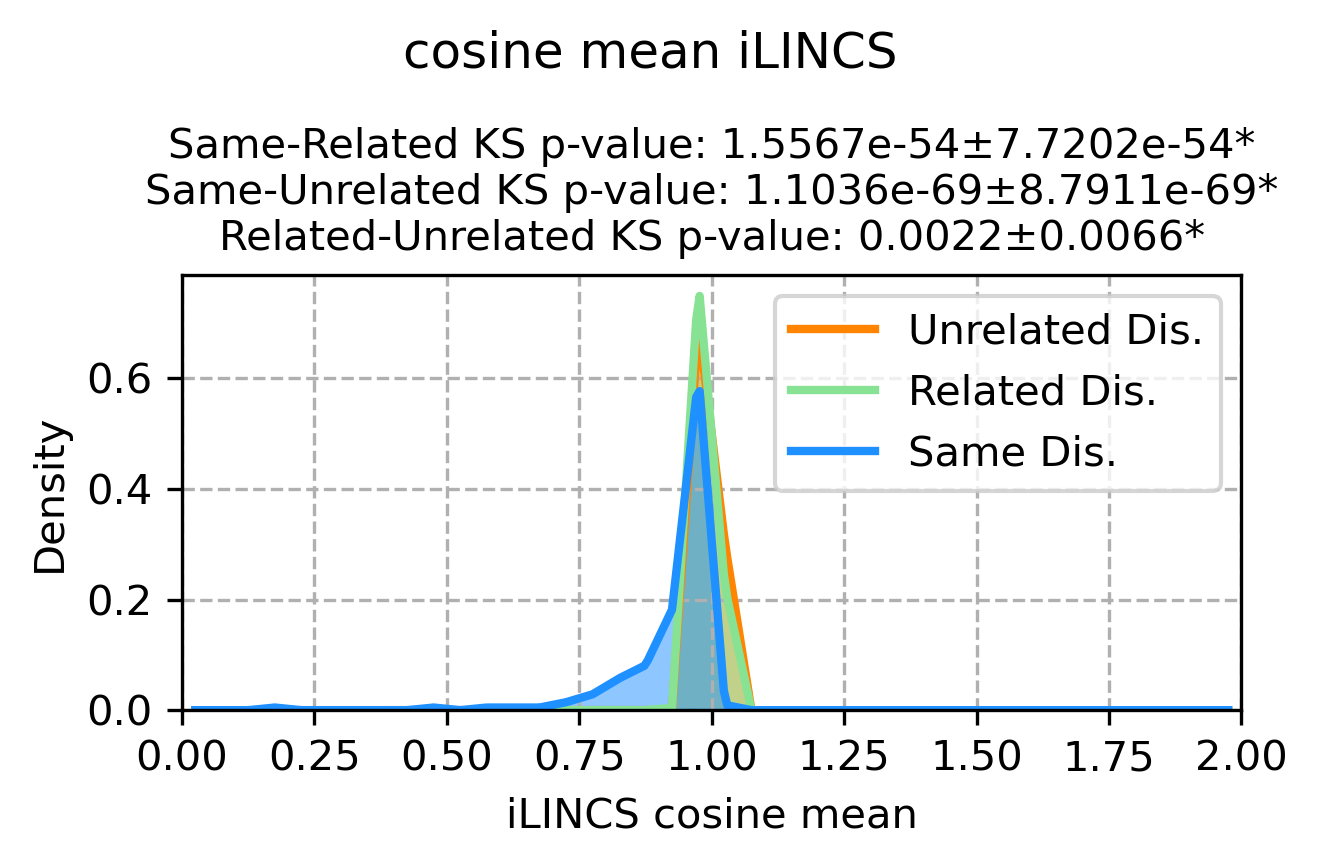 cosine mean iLINCS
Same-Related KS p-value: 1.5567e-54±7.7202e-54*
Same-Unrelated KS p-value: 1.1036e-69±8.7911e-69*
Related-Unrelated KS p-value: 0.0022±0.0066*
Unrelated Dis.
Related Dis.
Same Dis.
Density
0.6
0.4
0.2
0.0
0.00 0.25 0.50 0.75 1.00 1.25 1.50 1.75 2.00
iLINCS cosine mean